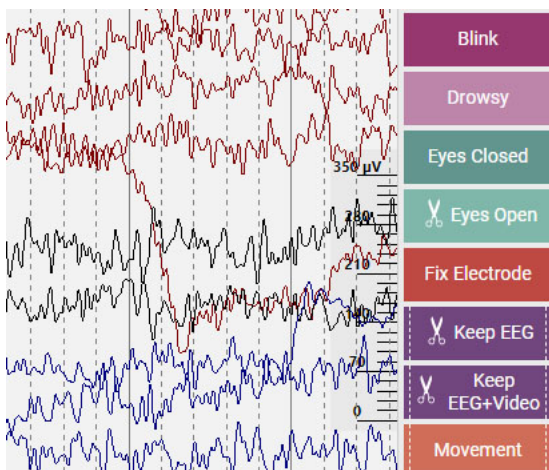 Blink
Drowsy
Eyes Closed
350 µV
Eyes Open
280
210
Fix Electrode
140
Keep EEG
70
Keep
EEG+Video
0
Movement